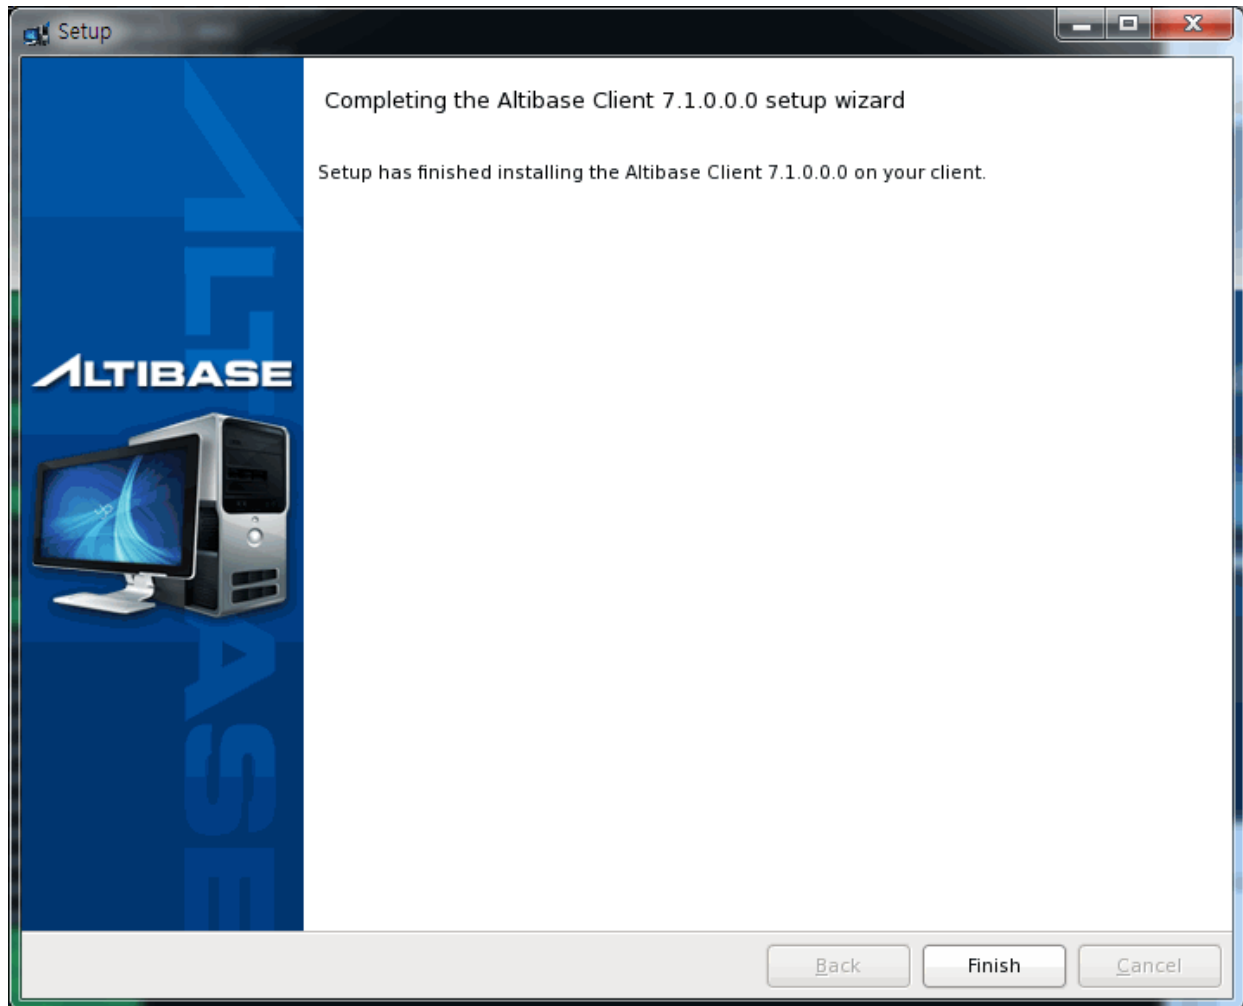 Setup
Completing the Altibase Client 7.1.0.0.0 setup wizard
Setup has finished installing the Altibase Client 7.1.0.0.0 on your client.
ALTIBASE
ALTIBASE
Back
Finish
Cancel